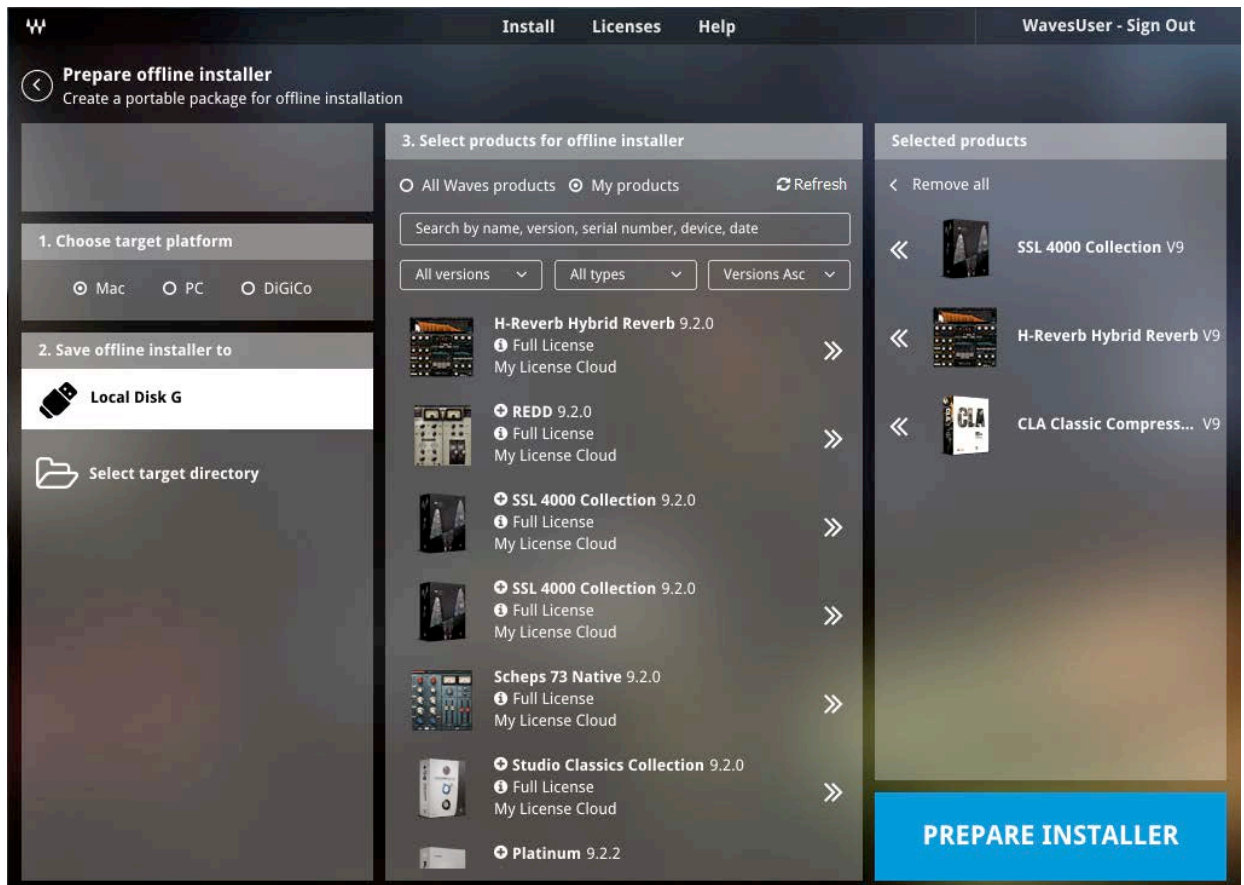 Install Licenses Help WavesUser - Sign Out
Prepare offline installer
Create a portable package for offline installation
1. Choose target platform
Mac PC DiGiCo
2. Save offline installer to
Local Disk G
Select target directory
3. Select products for offline installer
All Waves products My products Refresh
Search by name, version, serial number, device, date
All versions All types Versions Asc
H-Reverb Hybrid Reverb 9.2.0
Full License
My License Cloud
REDD 9.2.0
Full License
My License Cloud
SSL 4000 Collection 9.2.0
Full License
My License Cloud
SSL 4000 Collection 9.2.0
Full License
My License Cloud
Scheps 73 Native 9.2.0
Full License
My License Cloud
Studio Classics Collection 9.2.0
Full License
My License Cloud
Platinum 9.2.2
Selected products
Remove all
SSL 4000 Collection V9
H-Reverb Hybrid Reverb V9
CLA
CLA Classic Compress... V9
PREPARE INSTALLER